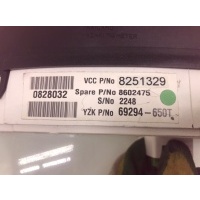 VCC P/No 8251329
0828032
Spare P/No 8602475
S/No 2248
YZK P/No 69294-650T